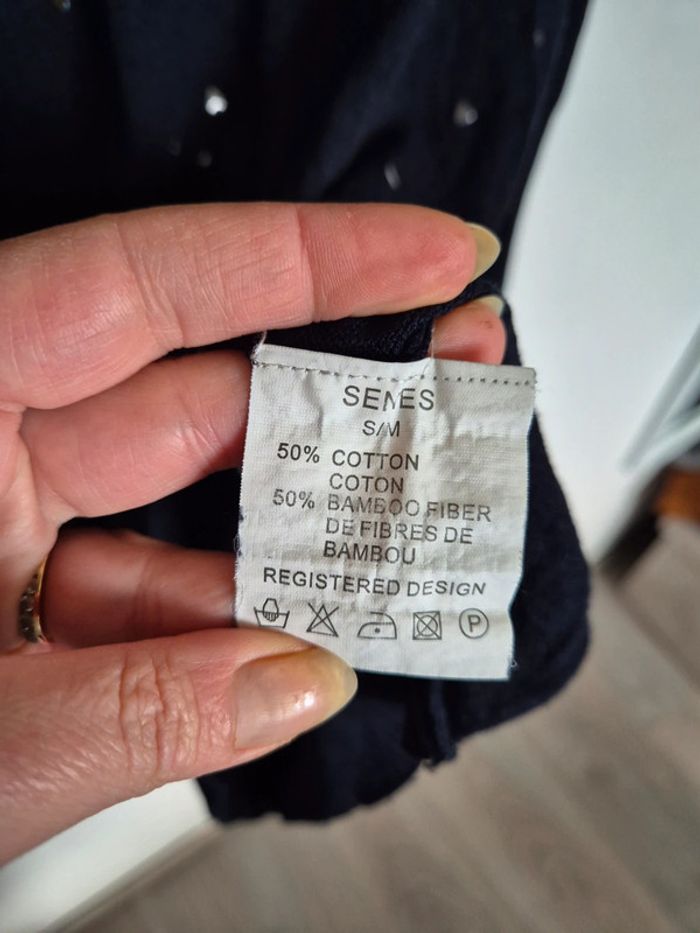 SENES
S/M
50% COTTON
COTON
50% BAMBOO FIBER
DE FIBRES DE
BAMBOU
REGISTERED DESIGN
P